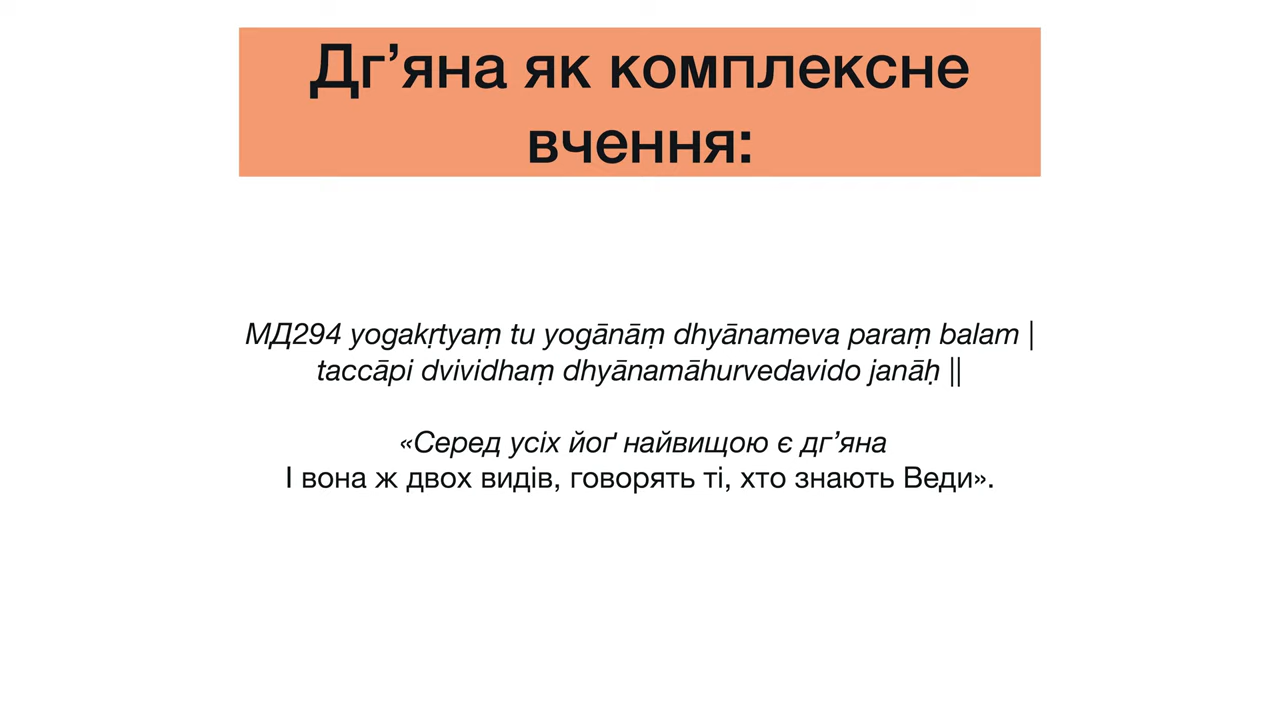 Дг’яна як комплексне
вчення:
МД294 yogakṛtyaṃ tu yogānāṃ dhyānameva paraṃ balam |
taccāpi dvividhaṃ dhyānamāhurvedavido janāḥ ||
«Серед усіх йоґ найвищою є дг’яна
І вона ж двох видів, говорять ті, хто знають Веди».